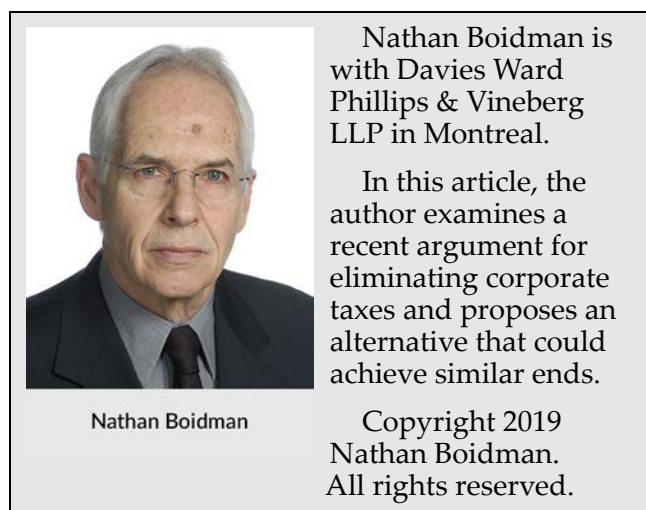 Nathan Boidman is
with Davies Ward
Phillips & Vineberg
LLP in Montreal.
In this article, the
author examines a
recent argument for
eliminating corporate
taxes and proposes an
alternative that could
achieve similar ends.
Copyright 2019
Nathan Boidman.
All rights reserved.
Nathan Boidman